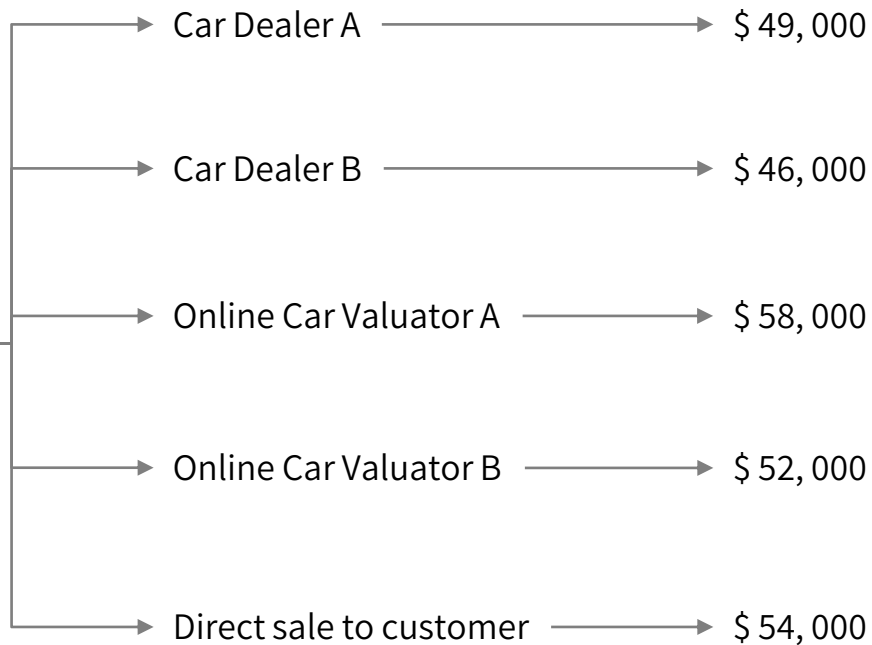 Car Dealer A $ 49, 000
Car Dealer B $ 46, 000
Online Car Valuator A $ 58, 000
Online Car Valuator B $ 52, 000
Direct sale to customer $ 54, 000